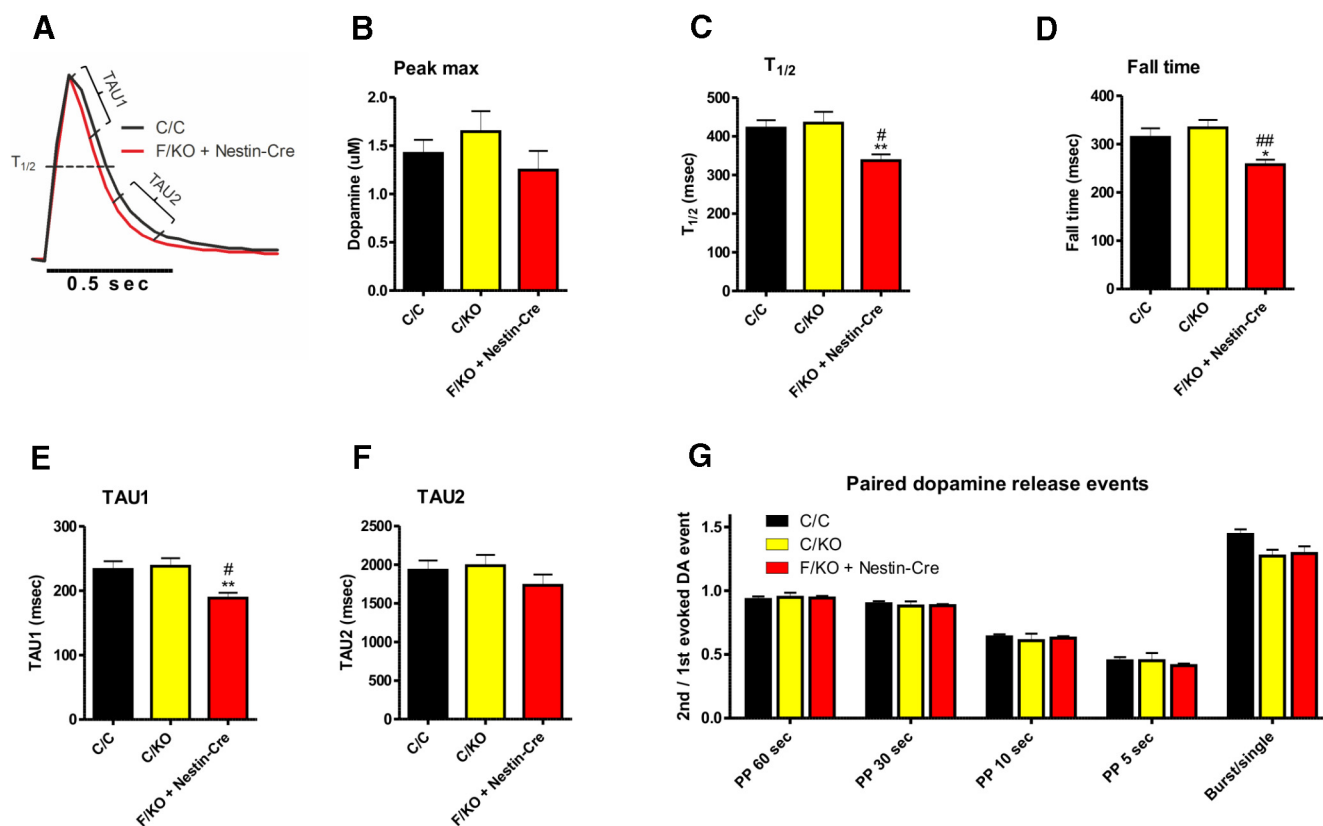 A
TAU1
C/C
F/KO + Nestin-Cre
T1/2
TAU2
0.5 sec
B
Peak max
Dopamine (uM)
2.0
1.5
1.0
0.5
0.0
C/C
C/KO
F/KO + Nestin-Cre
C
T1/2
T1/2 (msec)
500
400
300
400
100
0
#
**
C/C
C/KO
F/KO + Nestin-Cre
D
Fall time
Fall time (msec)
400
300
300
100
0
##
*
C/C
C/KO
F/KO + Nestin-Cre
E
TAU1
TAU1 (msec)
300
200
100
0
#
**
C/C
C/KO
F/KO + Nestin-Cre
F
TAU2
TAU2 (msec)
2500
2000
1500
1000
500
0
C/C
C/KO
F/KO + Nestin-Cre
G
Paired dopamine release events
2nd / 1st evoked DA event
1.5
1.0
0.5
0.0
C/C
C/KO
F/KO + Nestin-Cre
PP 60 sec
PP 30 sec
PP 10 sec
PP 5 sec
Burst/single